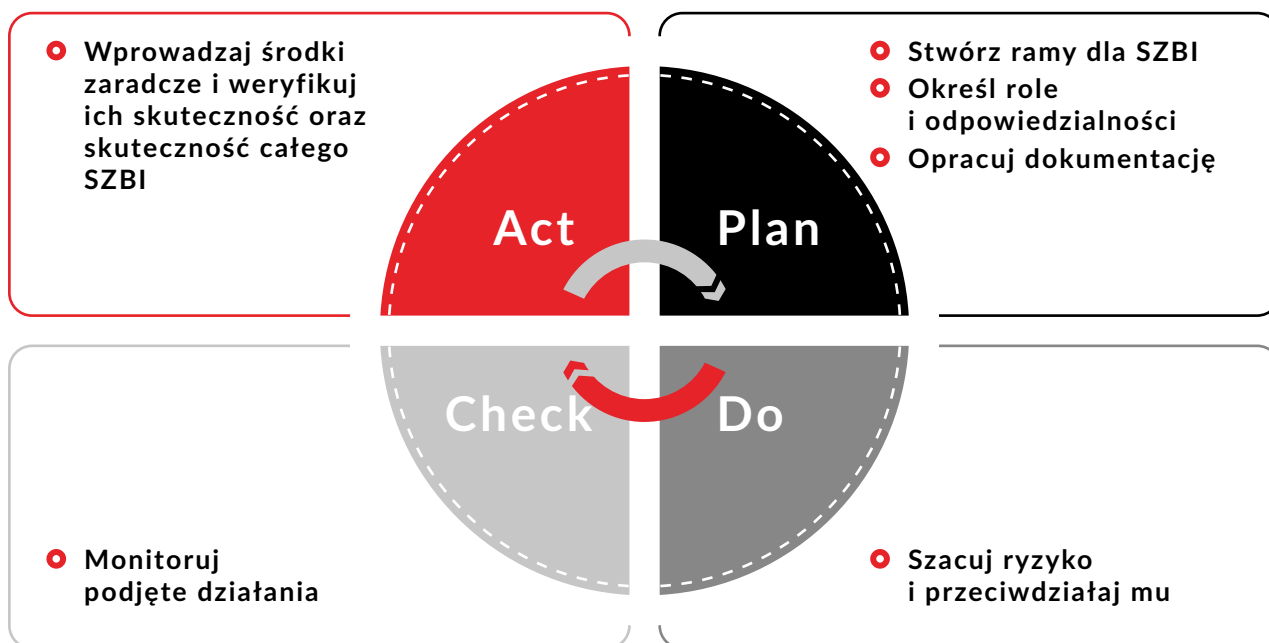 Wprowadzaj środki
zaradcze i weryfikuj
ich skuteczność oraz
skuteczność całego
SZBI
Stwórz ramy dla SZBI
Określ role
i odpowiedzialności
Opracuj dokumentację
Act
Plan
Check
Do
Monitoruj
podjęte działania
Szacuj ryzyko
i przeciwdziałaj mu